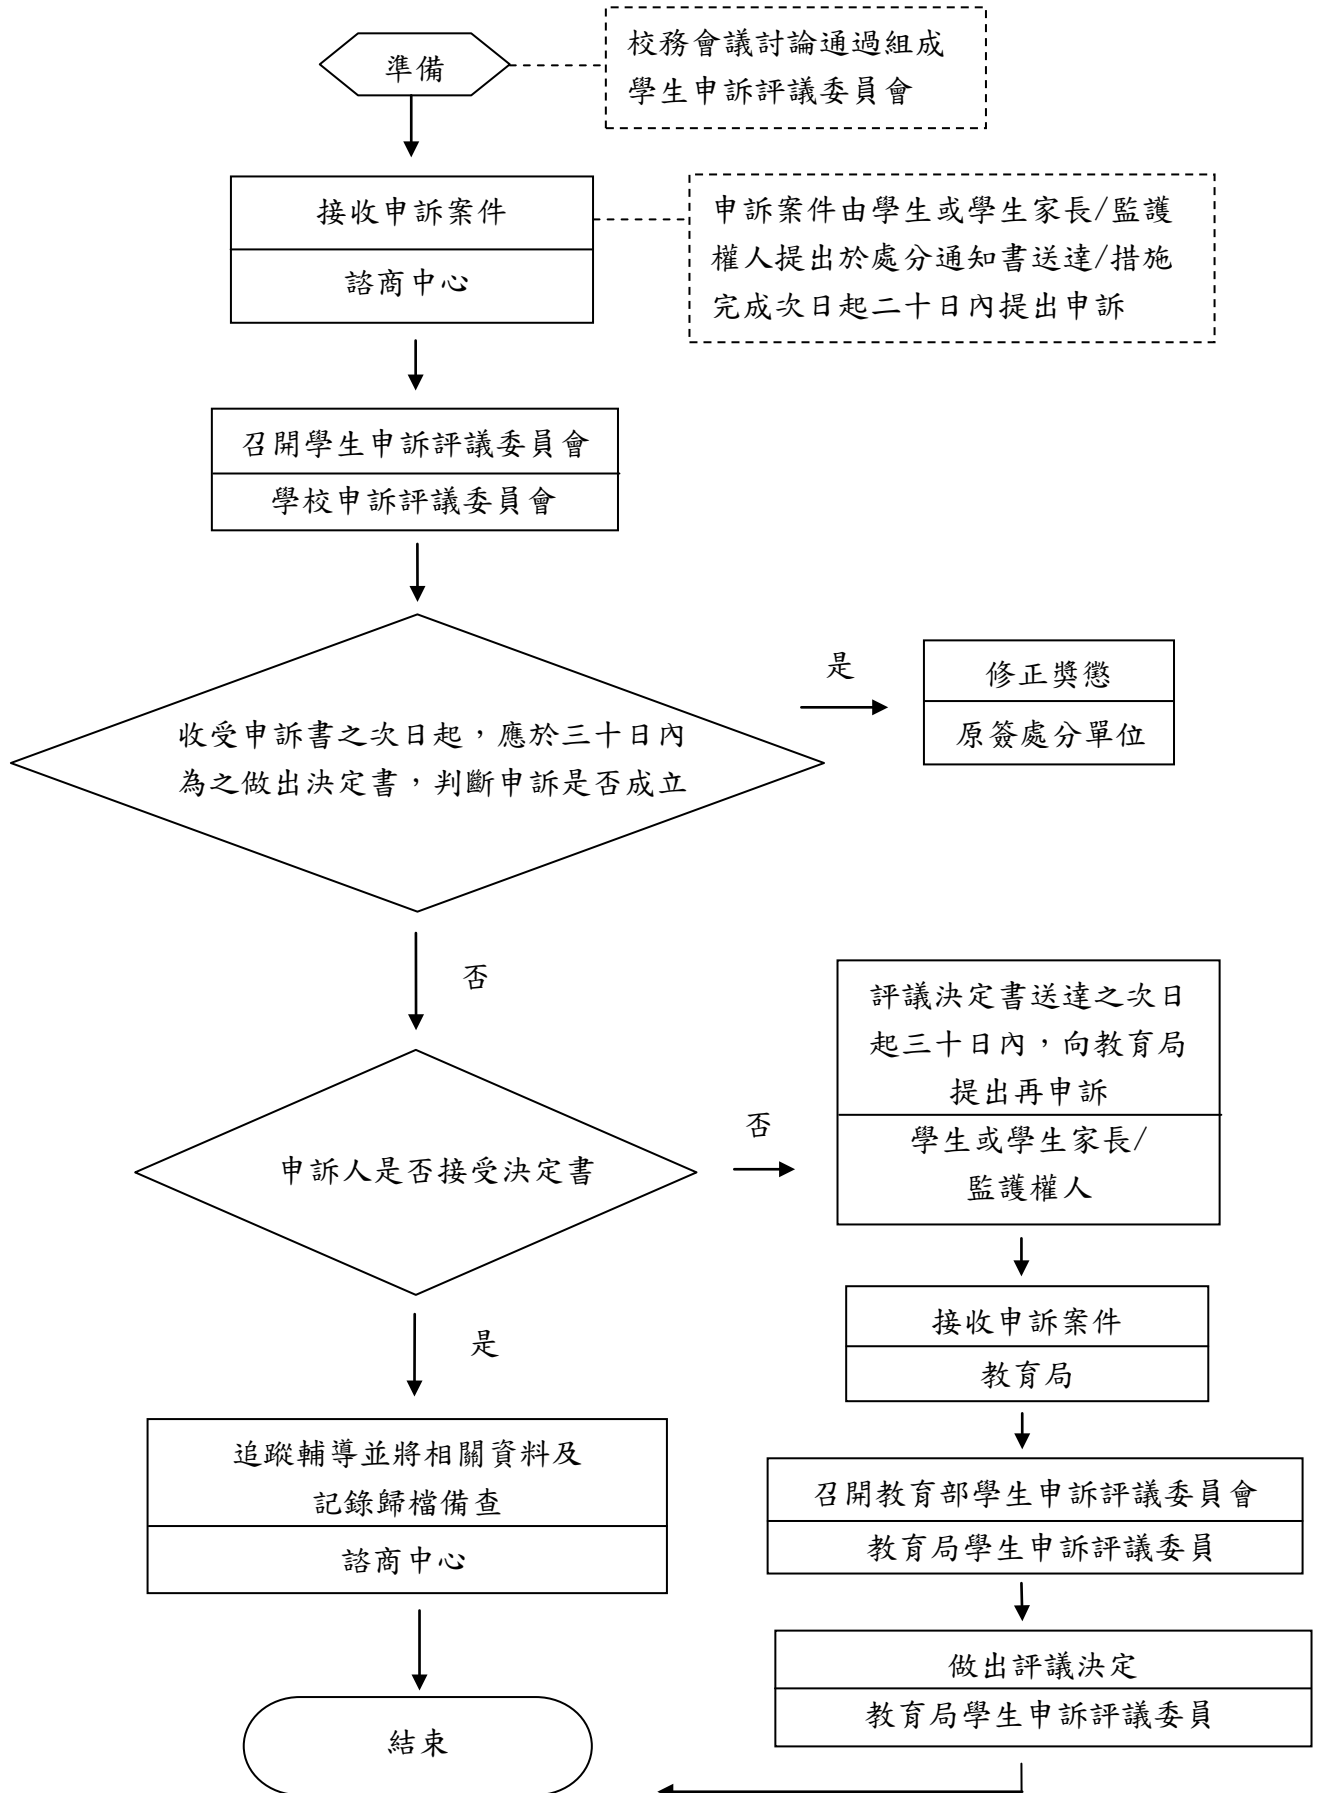 準備
校務會議討論通過組成
學生申訴評議委員會
接收申訴案件
諮商中心
申訴案件由學生或學生家長/監護
權人提出於處分通知書送達/措施
完成次日起二十日內提出申訴
召開學生申訴評議委員會
學校申訴評議委員會
收受申訴書之次日起，應於三十日內
為之做出決定書，判斷申訴是否成立
是
修正獎懲
原簽處分單位
否
申訴人是否接受決定書
否
評議決定書送達之次日
起三十日內，向教育局
提出再申訴
學生或學生家長/
監護權人
接收申訴案件
教育局
是
追蹤輔導並將相關資料及
記錄歸檔備查
諮商中心
召開教育部學生申訴評議委員會
教育局學生申訴評議委員
做出評議決定
教育局學生申訴評議委員
結束